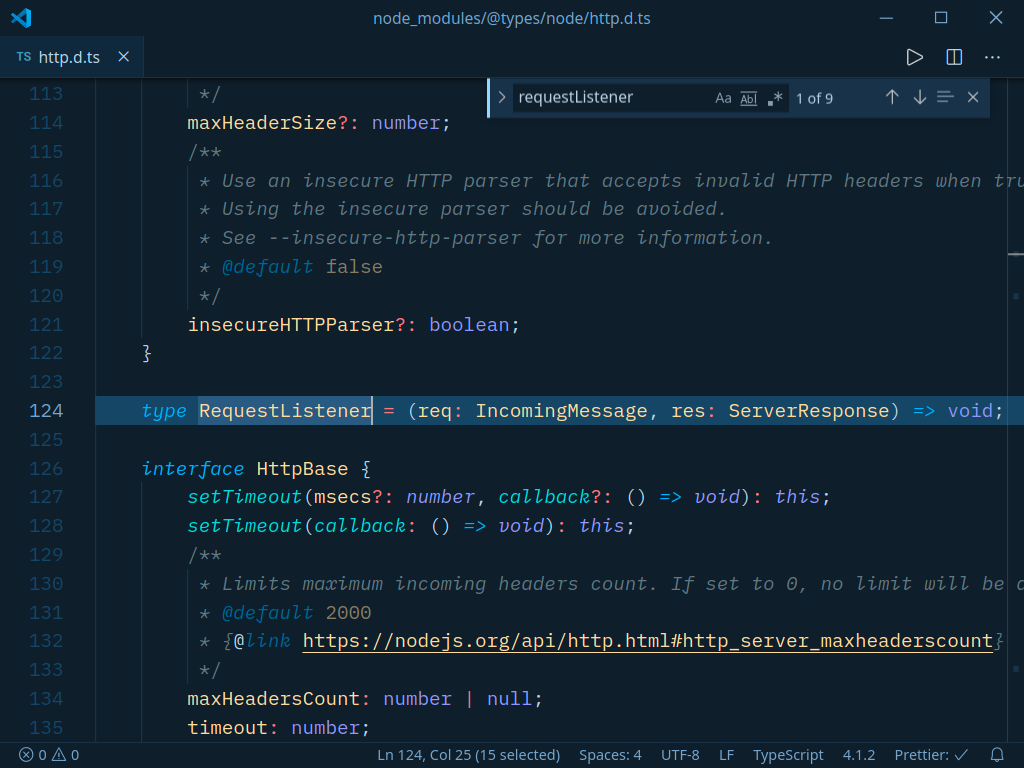 node_modules/@types/node/http.d.ts
TS http.d.ts
requestListener Aa Abl .* 1 of 9
113 */
114 maxHeaderSize?: number;
115 /**
116 * Use an insecure HTTP parser that accepts invalid HTTP headers when tru
117 * Using the insecure parser should be avoided.
118 * See --insecure-http-parser for more information.
119 * @default false
120 */
121 insecureHTTPParser?: boolean;
122 }
123
124 type RequestListener = (req: IncomingMessage, res: ServerResponse) => void;
125
126 interface HttpBase {
127 setTimeout(msecs?: number, callback?: () => void): this;
128 setTimeout(callback: () => void): this;
129 /**
130 * Limits maximum incoming headers count. If set to 0, no limit will be a
131 * @default 2000
132 * {@link https://nodejs.org/api/http.html#http_server_maxheaderscount}
133 */
134 maxHeadersCount: number | null;
135 timeout: number;
0 0 Ln 124, Col 25 (15 selected) Spaces: 4 UTF-8 LF TypeScript 4.1.2 Prettier: ✓